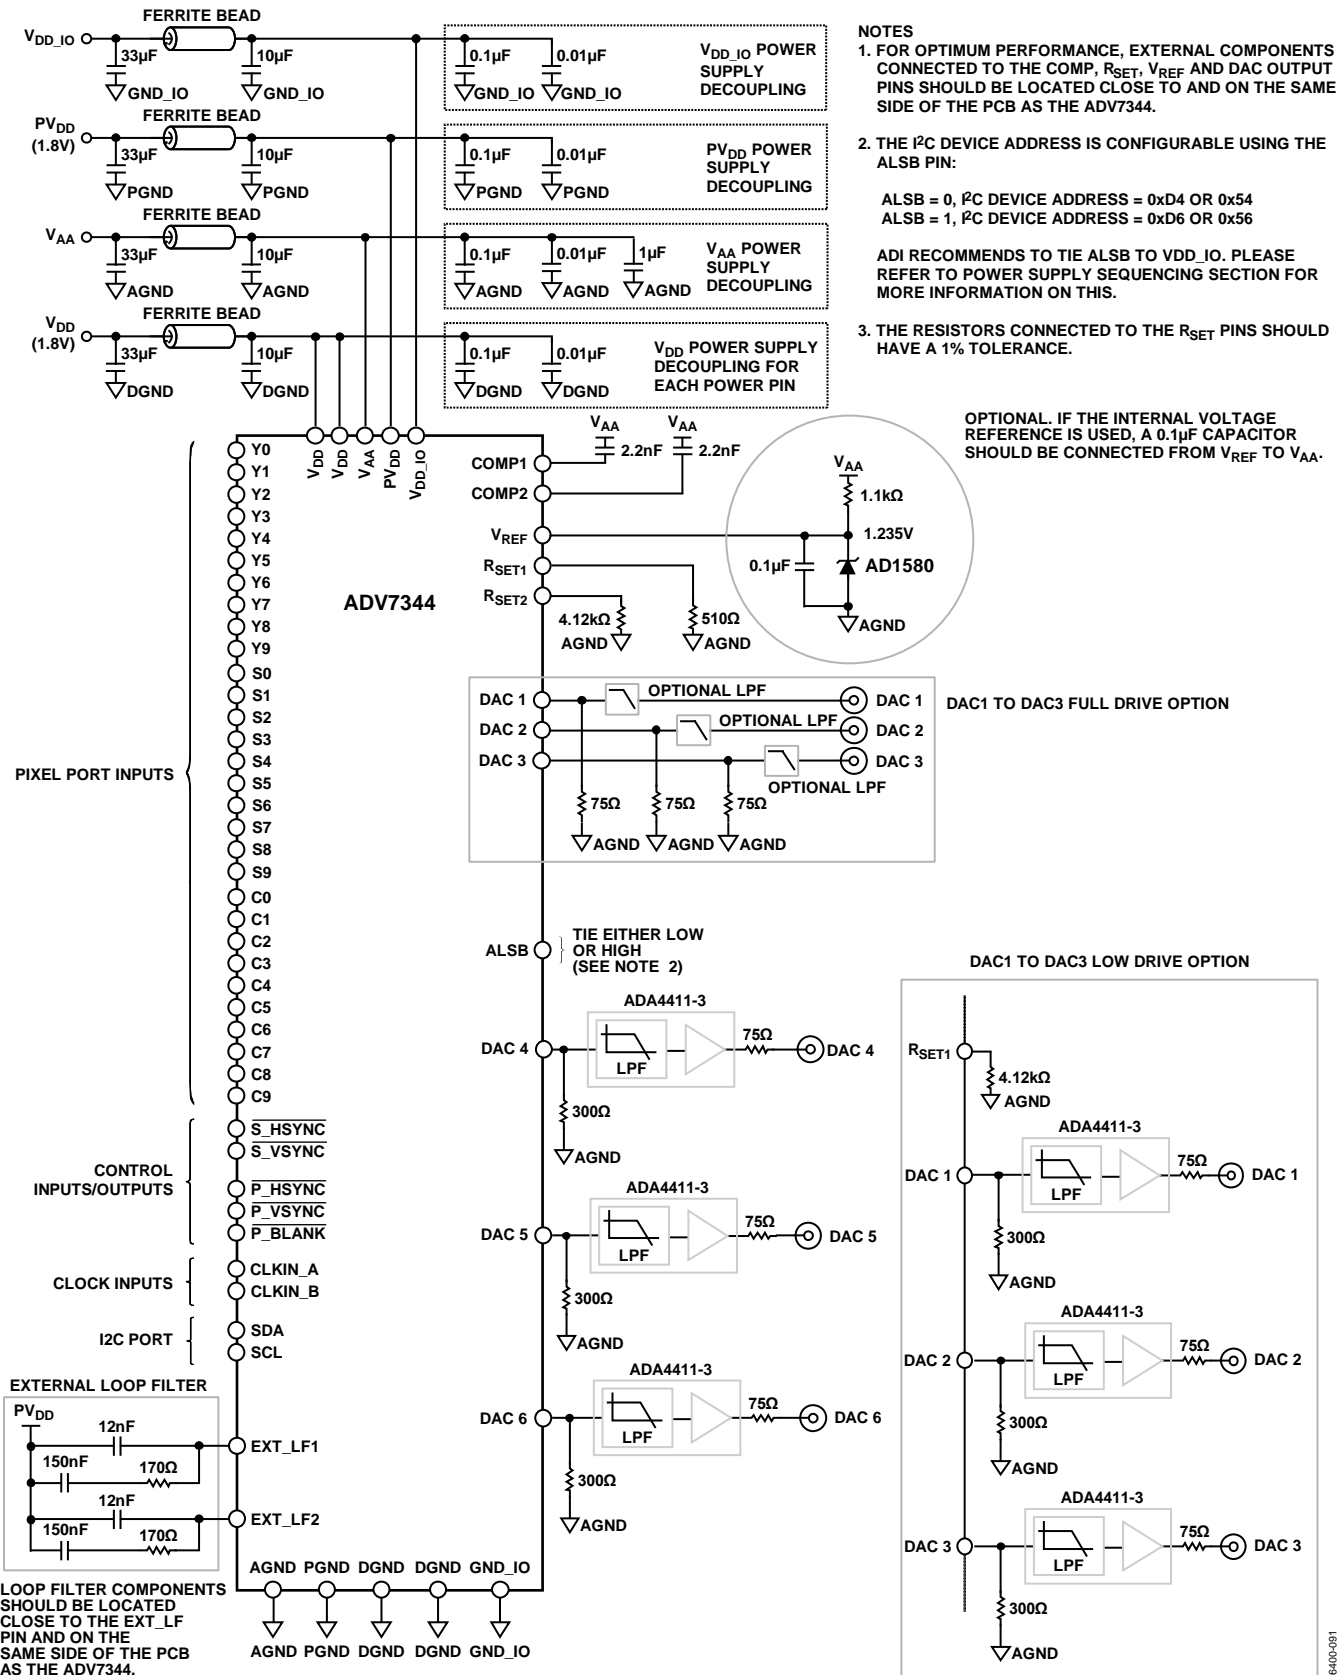 FERRITE BEAD
VDD_IO
33µF
10µF
0.1µF
0.01µF
VDD_IO POWER
SUPPLY
DECOUPLING
GND_IO
GND_IO
GND_IO
GND_IO
FERRITE BEAD
PVDD
(1.8V)
33µF
10µF
0.1µF
0.01µF
PVDD POWER
SUPPLY
DECOUPLING
PGND
PGND
PGND
PGND
FERRITE BEAD
VAA
33µF
10µF
0.1µF
0.01µF
1µF
VAA POWER
SUPPLY
DECOUPLING
AGND
AGND
AGND
AGND
AGND
FERRITE BEAD
VDD
(1.8V)
33µF
10µF
0.1µF
0.01µF
VDD POWER SUPPLY
DECOUPLING FOR
EACH POWER PIN
DGND
DGND
DGND
DGND
NOTES
1. FOR OPTIMUM PERFORMANCE, EXTERNAL COMPONENTS
CONNECTED TO THE COMP, RSET, VREF AND DAC OUTPUT
PINS SHOULD BE LOCATED CLOSE TO AND ON THE SAME
SIDE OF THE PCB AS THE ADV7344.
2. THE I2C DEVICE ADDRESS IS CONFIGURABLE USING THE
ALSB PIN:
ALSB = 0, I2C DEVICE ADDRESS = 0xD4 OR 0x54
ALSB = 1, I2C DEVICE ADDRESS = 0xD6 OR 0x56
ADI RECOMMENDS TO TIE ALSB TO VDD_IO. PLEASE
REFER TO POWER SUPPLY SEQUENCING SECTION FOR
MORE INFORMATION ON THIS.
3. THE RESISTORS CONNECTED TO THE RSET PINS SHOULD
HAVE A 1% TOLERANCE.
OPTIONAL. IF THE INTERNAL VOLTAGE
REFERENCE IS USED, A 0.1µF CAPACITOR
SHOULD BE CONNECTED FROM VREF TO VAA.
VDD
VDD
VAA
PVDD
VDD_IO
ADV7344
PIXEL PORT INPUTS
Y0
Y1
Y2
Y3
Y4
Y5
Y6
Y7
Y8
Y9
S0
S1
S2
S3
S4
S5
S6
S7
S8
S9
C0
C1
C2
C3
C4
C5
C6
C7
C8
C9
CONTROL
INPUTS/OUTPUTS
S_HSYNC
S_VSYNC
P_HSYNC
P_VSYNC
P_BLANK
CLOCK INPUTS
CLKIN_A
CLKIN_B
I2C PORT
SDA
SCL
EXTERNAL LOOP FILTER
PVDD
12nF
150nF
170Ω
EXT_LF1
12nF
150nF
170Ω
EXT_LF2
LOOP FILTER COMPONENTS
SHOULD BE LOCATED
CLOSE TO THE EXT_LF
PIN AND ON THE
SAME SIDE OF THE PCB
AS THE ADV7344.
AGND PGND DGND DGND GND_IO
AGND PGND DGND DGND GND_IO
VAA
VAA
2.2nF
2.2nF
COMP1
COMP2
VREF
RSET1
RSET2
4.12kΩ
AGND
510Ω
AGND
VAA
1.1kΩ
1.235V
0.1µF
AD1580
AGND
DAC1 TO DAC3 FULL DRIVE OPTION
DAC 1
OPTIONAL LPF
DAC 1
DAC 2
OPTIONAL LPF
DAC 2
DAC 3
DAC 3
OPTIONAL LPF
75Ω
75Ω
75Ω
AGND
AGND
AGND
ALSB
TIE EITHER LOW
OR HIGH
(SEE NOTE 2)
ADA4411-3
DAC 4
LPF
75Ω
DAC 4
300Ω
AGND
ADA4411-3
DAC 5
LPF
75Ω
DAC 5
300Ω
AGND
ADA4411-3
DAC 6
LPF
75Ω
DAC 6
300Ω
AGND
DAC1 TO DAC3 LOW DRIVE OPTION
RSET1
4.12kΩ
AGND
ADA4411-3
DAC 1
LPF
75Ω
DAC 1
300Ω
AGND
ADA4411-3
DAC 2
LPF
75Ω
DAC 2
300Ω
AGND
ADA4411-3
DAC 3
LPF
75Ω
DAC 3
300Ω
AGND
6400-091